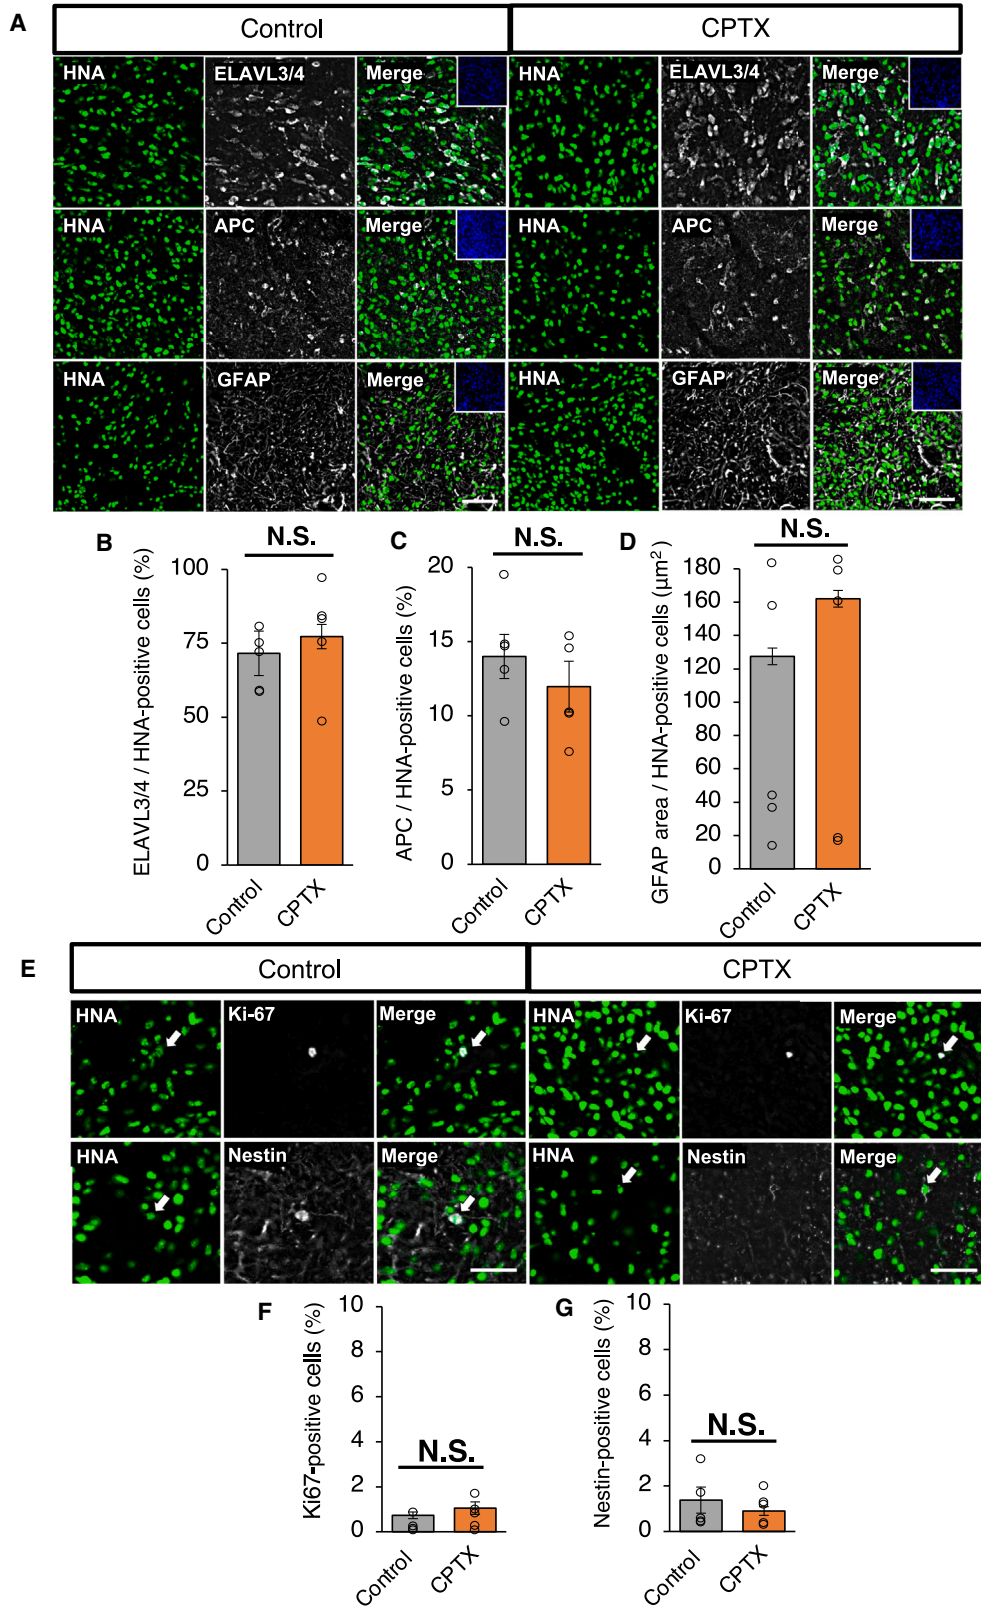 A
Control
CPTX
HNA
ELAVL3/4
Merge
HNA
ELAVL3/4
Merge
HNA
APC
Merge
HNA
APC
Merge
HNA
GFAP
Merge
HNA
GFAP
Merge
B
N.S.
ELAVL3/4 / HNA-positive cells (%)
100
75
50
25
0
Control
CPTX
C
N.S.
APC / HNA-positive cells (%)
20
15
10
5
0
Control
CPTX
D
N.S.
GFAP area / HNA-positive cells (μm²)
180
160
140
120
100
80
60
40
20
0
Control
CPTX
E
Control
CPTX
HNA
Ki-67
Merge
HNA
Ki-67
Merge
HNA
Nestin
Merge
HNA
Nestin
Merge
F
Ki67-positive cells (%)
10
8
6
4
2
0
N.S.
Control
CPTX
G
Nestin-positive cells (%)
10
8
6
4
2
0
N.S.
Control
CPTX